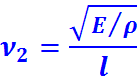 ν₂ = √(E/ρ) / l